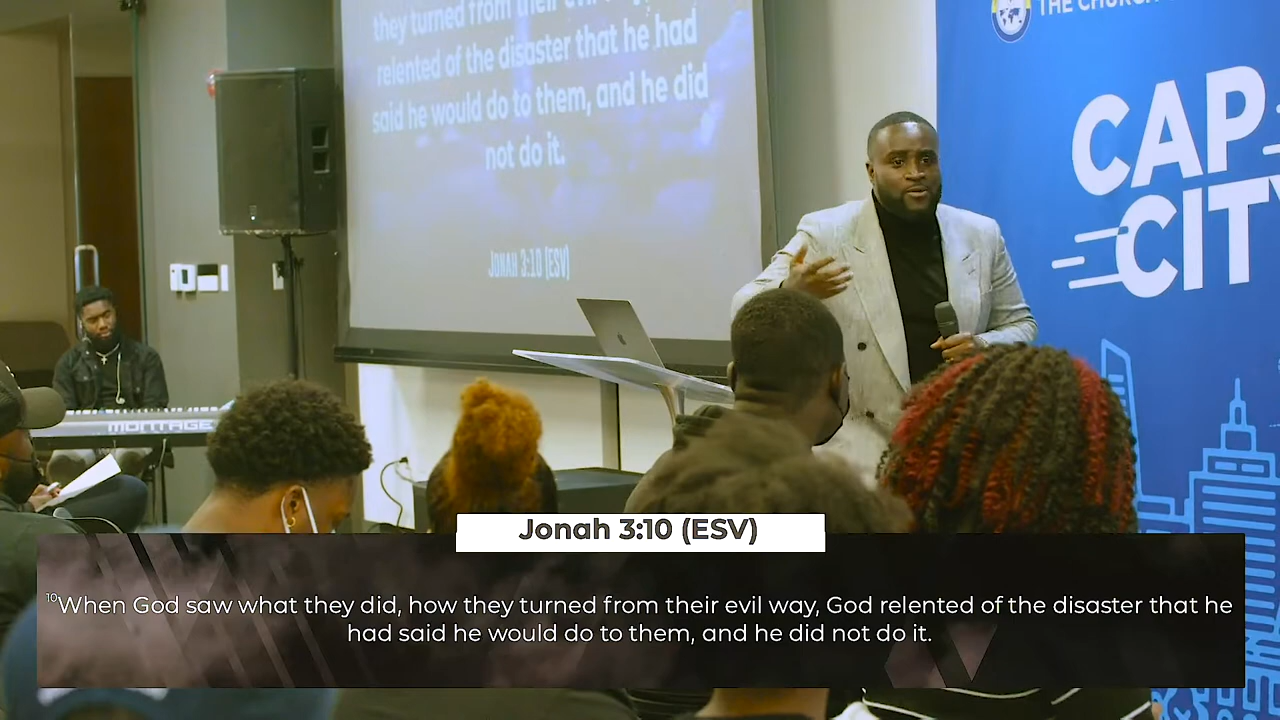 they turned from their evil way,
relented of the disaster that he had
said he would do to them, and he did
not do it.
JONAH 3:10 (ESV)
THE CHURCH
CAP
CITY
MONTAGE
Jonah 3:10 (ESV)
¹⁰When God saw what they did, how they turned from their evil way, God relented of the disaster that he
had said he would do to them, and he did not do it.